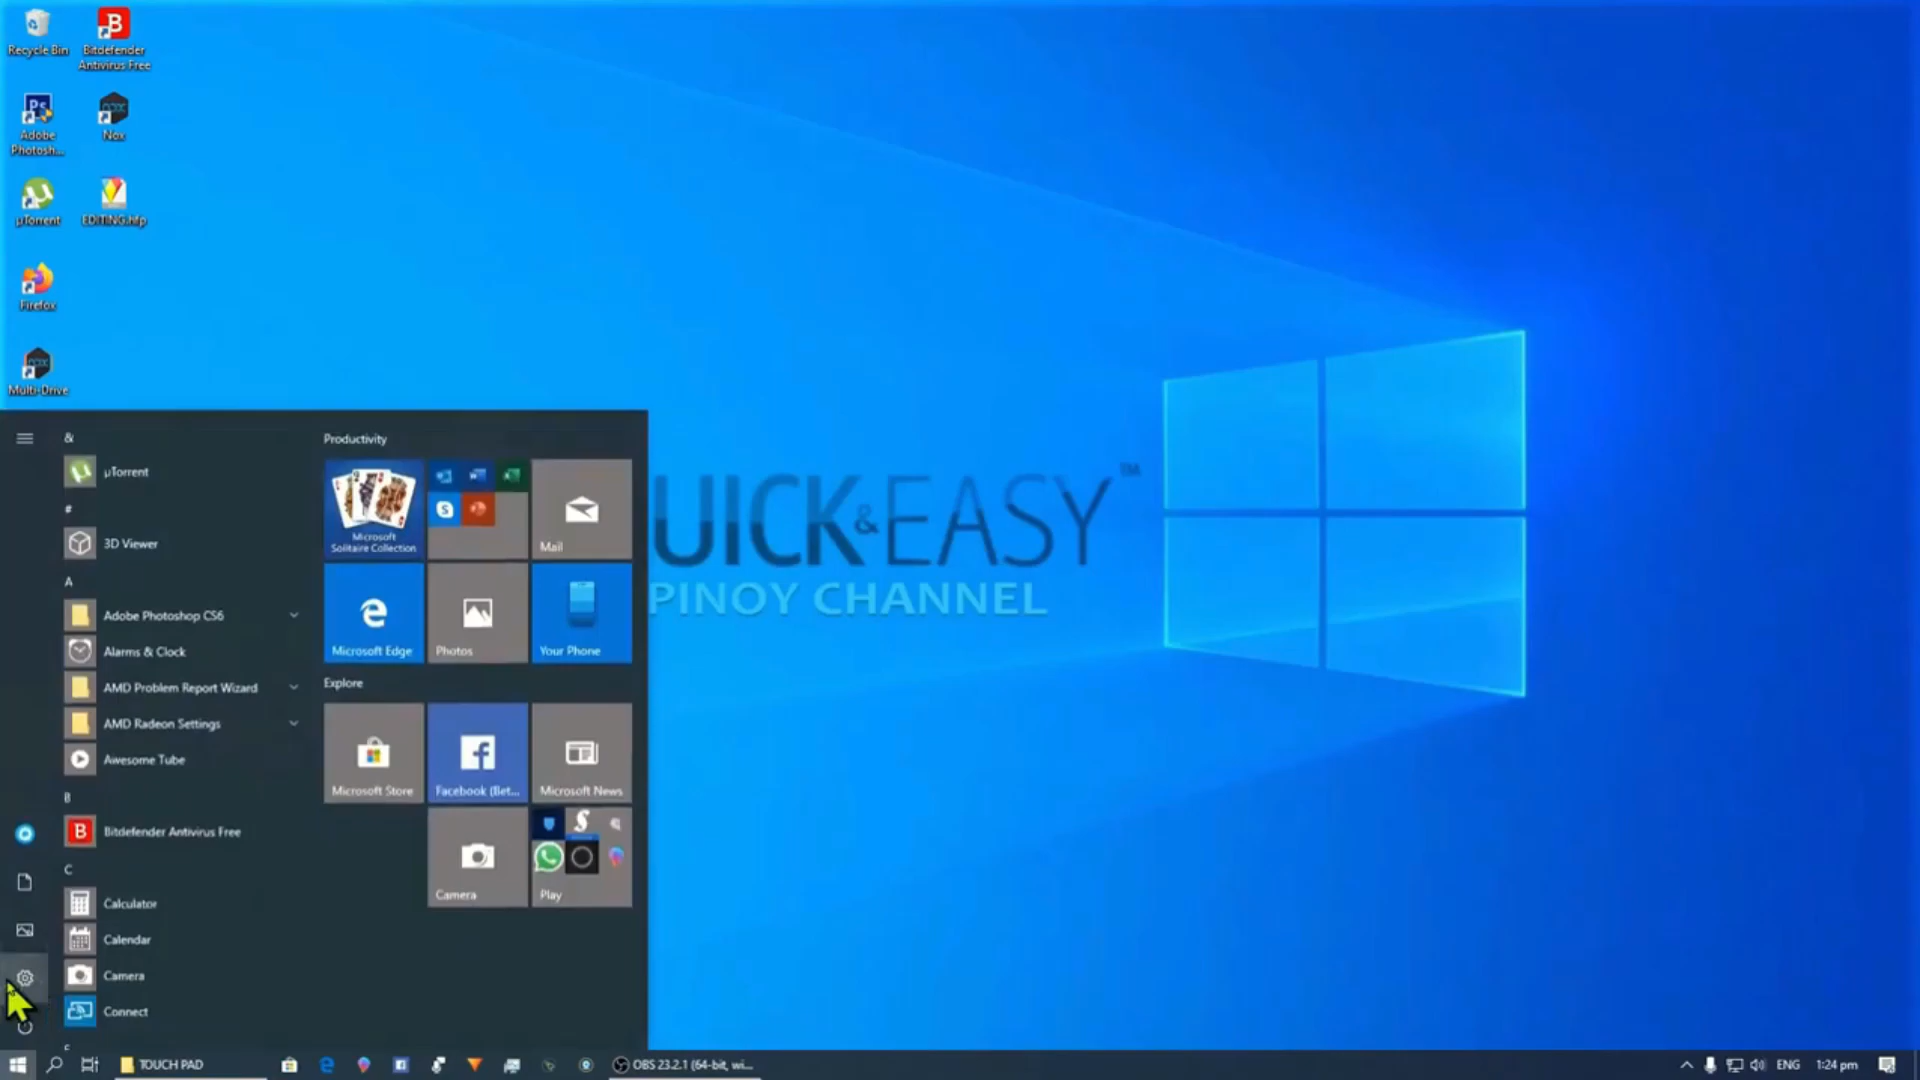 Recycle Bin
Bitdefender
Antivirus Free
Adobe
Photosh...
Nox
µTorrent
EDITING.hfp
Firefox
Multi-Drive
&
µTorrent
#
3D Viewer
A
Adobe Photoshop CS6
Alarms & Clock
AMD Problem Report Wizard
AMD Radeon Settings
Awesome Tube
B
Bitdefender Antivirus Free
C
Calculator
Calendar
Camera
Connect
Productivity
Microsoft
Solitaire Collection
Mail
Microsoft Edge
Photos
Your Phone
Explore
Microsoft Store
Facebook (Bet...
Microsoft News
Camera
Play
UICK&EASY™
PINOY CHANNEL
TOUCH PAD
OBS 23.2.1 (64-bit, wi...
ENG
1:24 pm